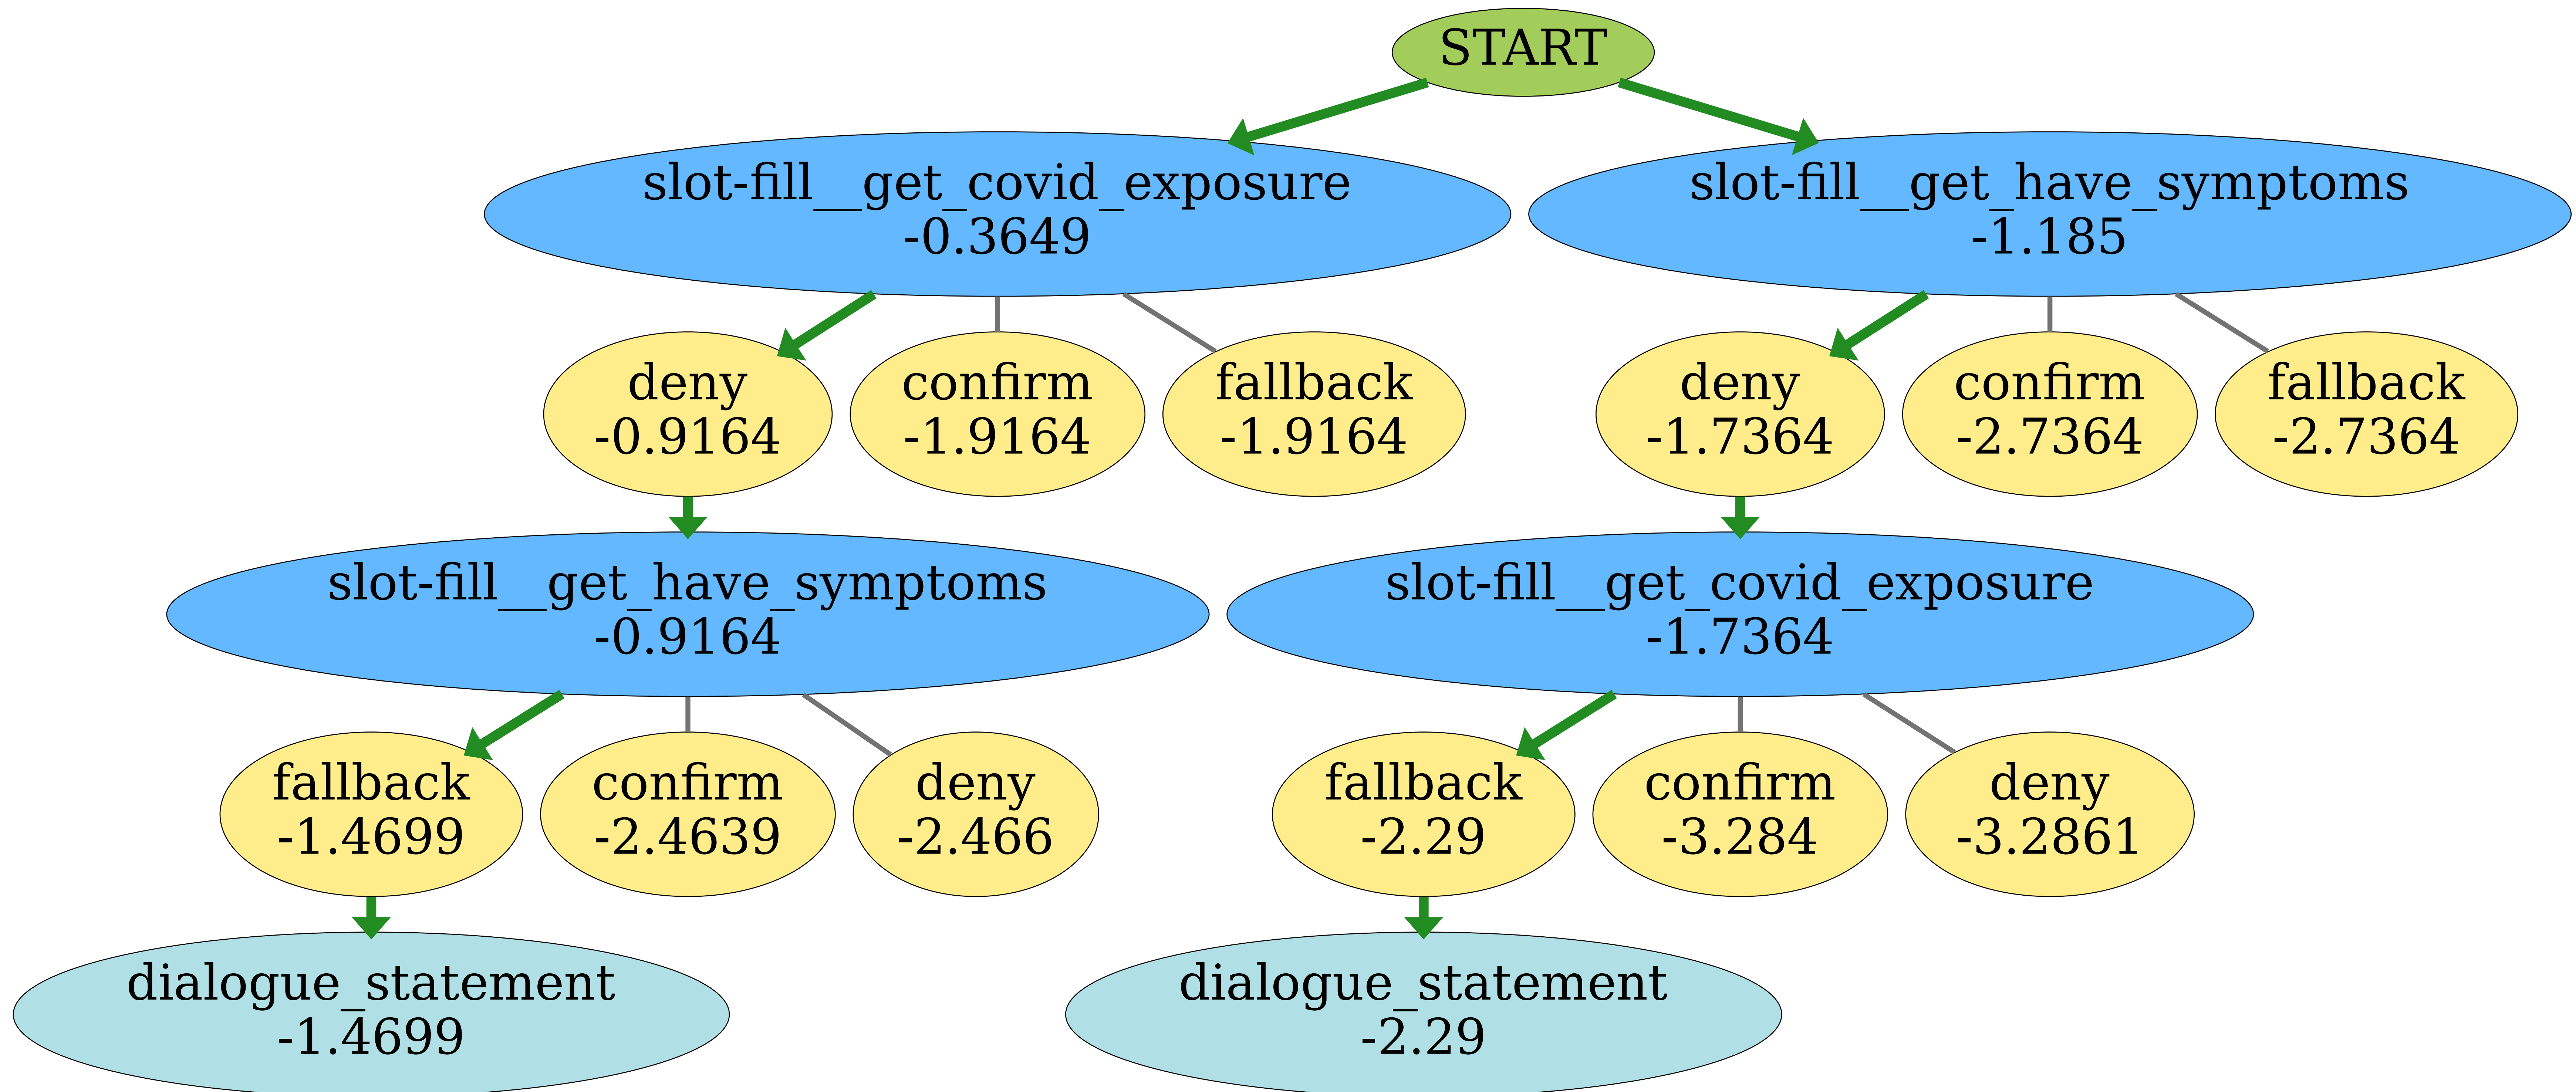 START
slot-fill__get_covid_exposure
-0.3649
slot-fill__get_have_symptoms
-1.185
deny
-0.9164
confirm
-1.9164
fallback
-1.9164
deny
-1.7364
confirm
-2.7364
fallback
-2.7364
slot-fill__get_have_symptoms
-0.9164
slot-fill__get_covid_exposure
-1.7364
fallback
-1.4699
confirm
-2.4639
deny
-2.466
fallback
-2.29
confirm
-3.284
deny
-3.2861
dialogue_statement
-1.4699
dialogue_statement
-2.29